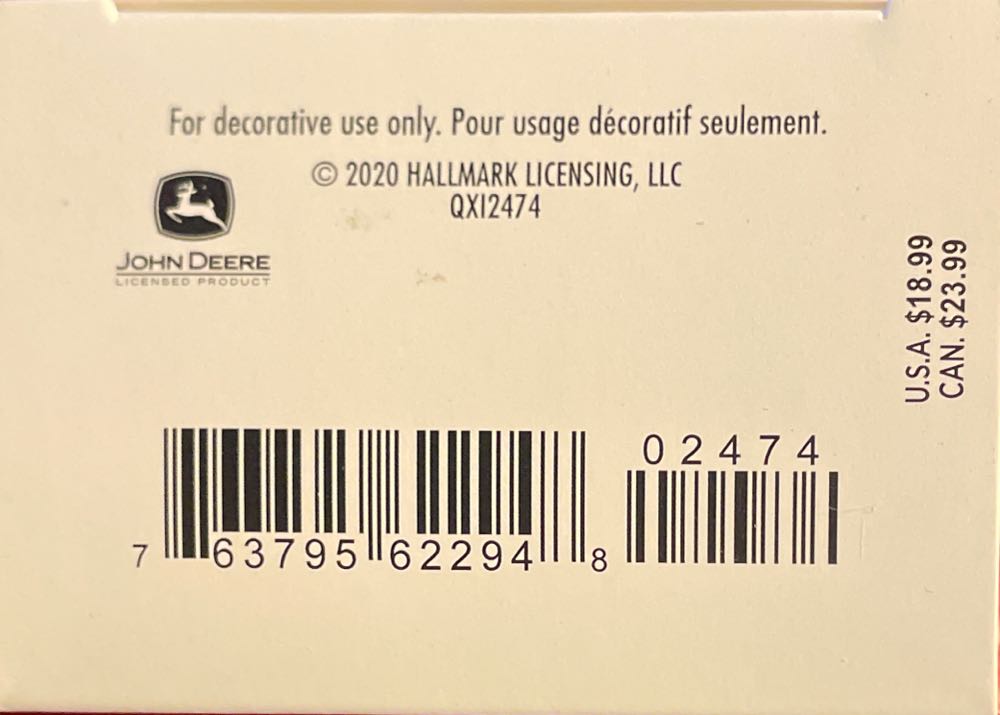 For decorative use only. Pour usage décoratif seulement.
© 2020 HALLMARK LICENSING, LLC
QXI2474
JOHN DEERE
LICENSED PRODUCT
U.S.A. $18.99
CAN. $23.99
02474
7 63795 62294 8